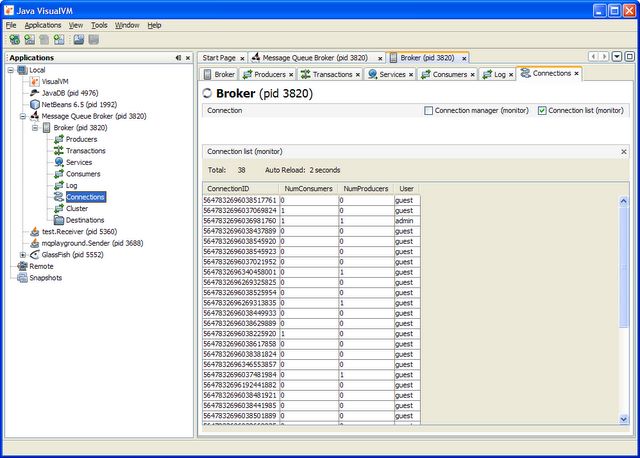 Java VisualVM
File Applications View Tools Window Help
Applications
Local
VisualVM
JavaDB (pid 4976)
NetBeans 6.5 (pid 1992)
Message Queue Broker (pid 3820)
Broker (pid 3820)
Producers
Transactions
Services
Consumers
Log
Connections
Cluster
Destinations
test.Receiver (pid 5360)
mqplayground.Sender (pid 3688)
GlassFish (pid 5552)
Remote
Snapshots
Start Page Message Queue Broker (pid 3820) Broker (pid 3820)
Broker Producers Transactions Services Consumers Log Connections
Broker (pid 3820)
Connection Connection manager (monitor) Connection list (monitor)
Connection list (monitor)
Total: 38 Auto Reload: 2 seconds
ConnectionID NumConsumers NumProducers User
5647832696038517761 0 0 guest
5647832696037069824 1 0 guest
5647832696036981760 1 1 admin
5647832696038437889 0 0 guest
5647832696038545920 0 0 guest
5647832696038545923 0 0 guest
5647832696037021952 0 0 guest
5647832696340458001 0 1 guest
5647832696269325825 0 0 guest
5647832696038525954 0 0 guest
5647832696269313835 0 1 guest
5647832696038449933 0 0 guest
5647832696038629889 0 0 guest
5647832696038225920 1 0 guest
5647832696038617858 0 0 guest
5647832696038381824 0 0 guest
5647832696346553857 0 0 guest
5647832696037481984 0 1 guest
5647832696192441882 0 0 guest
5647832696038481921 0 0 guest
5647832696038441985 0 0 guest
5647832696038501889 0 0 guest